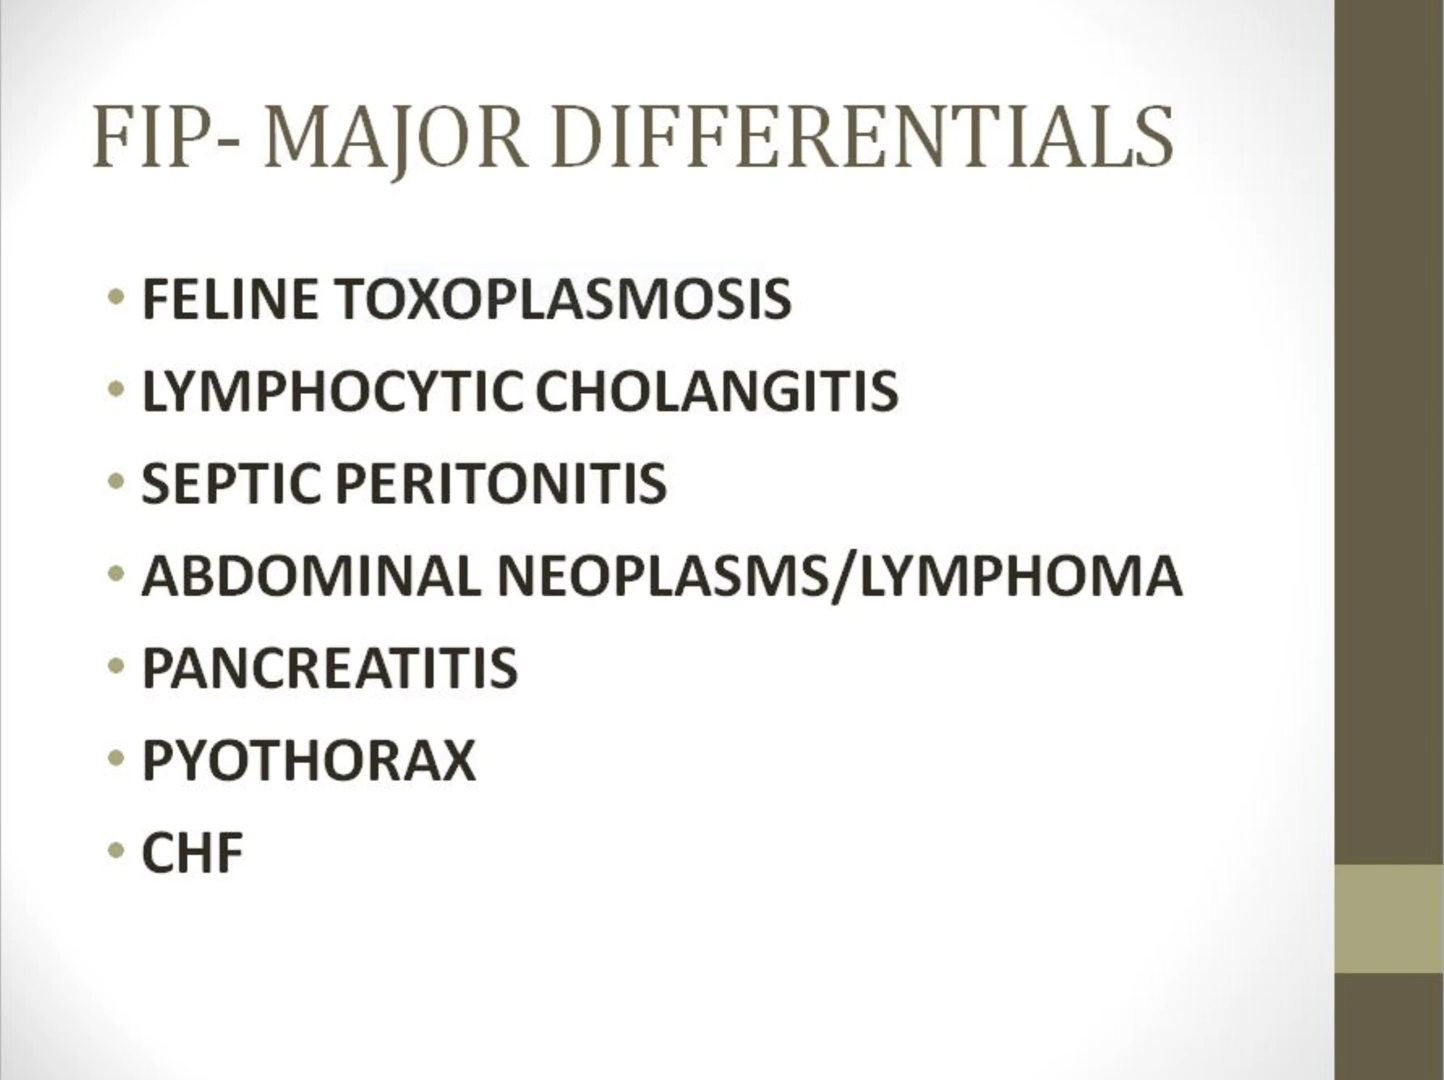 FIP- MAJOR DIFFERENTIALS
• FELINE TOXOPLASMOSIS
• LYMPHOCYTIC CHOLANGITIS
• SEPTIC PERITONITIS
• ABDOMINAL NEOPLASMS/LYMPHOMA
• PANCREATITIS
• PYOTHORAX
• CHF